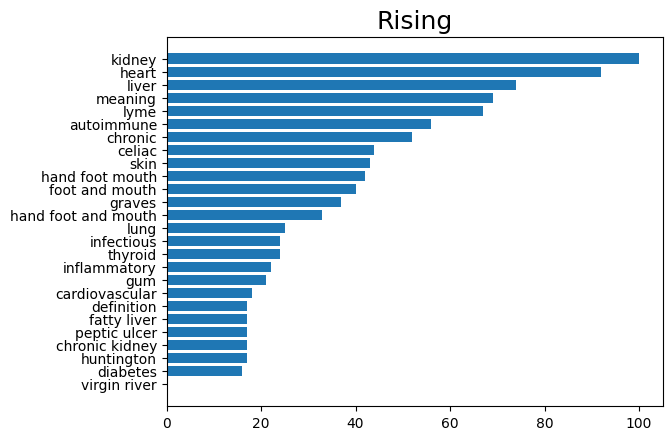 Rising
kidney
heart
liver
meaning
lyme
autoimmune
chronic
celiac
skin
hand foot mouth
foot and mouth
graves
hand foot and mouth
lung
infectious
thyroid
inflammatory
gum
cardiovascular
definition
fatty liver
peptic ulcer
chronic kidney
huntington
diabetes
virgin river
0 20 40 60 80 100